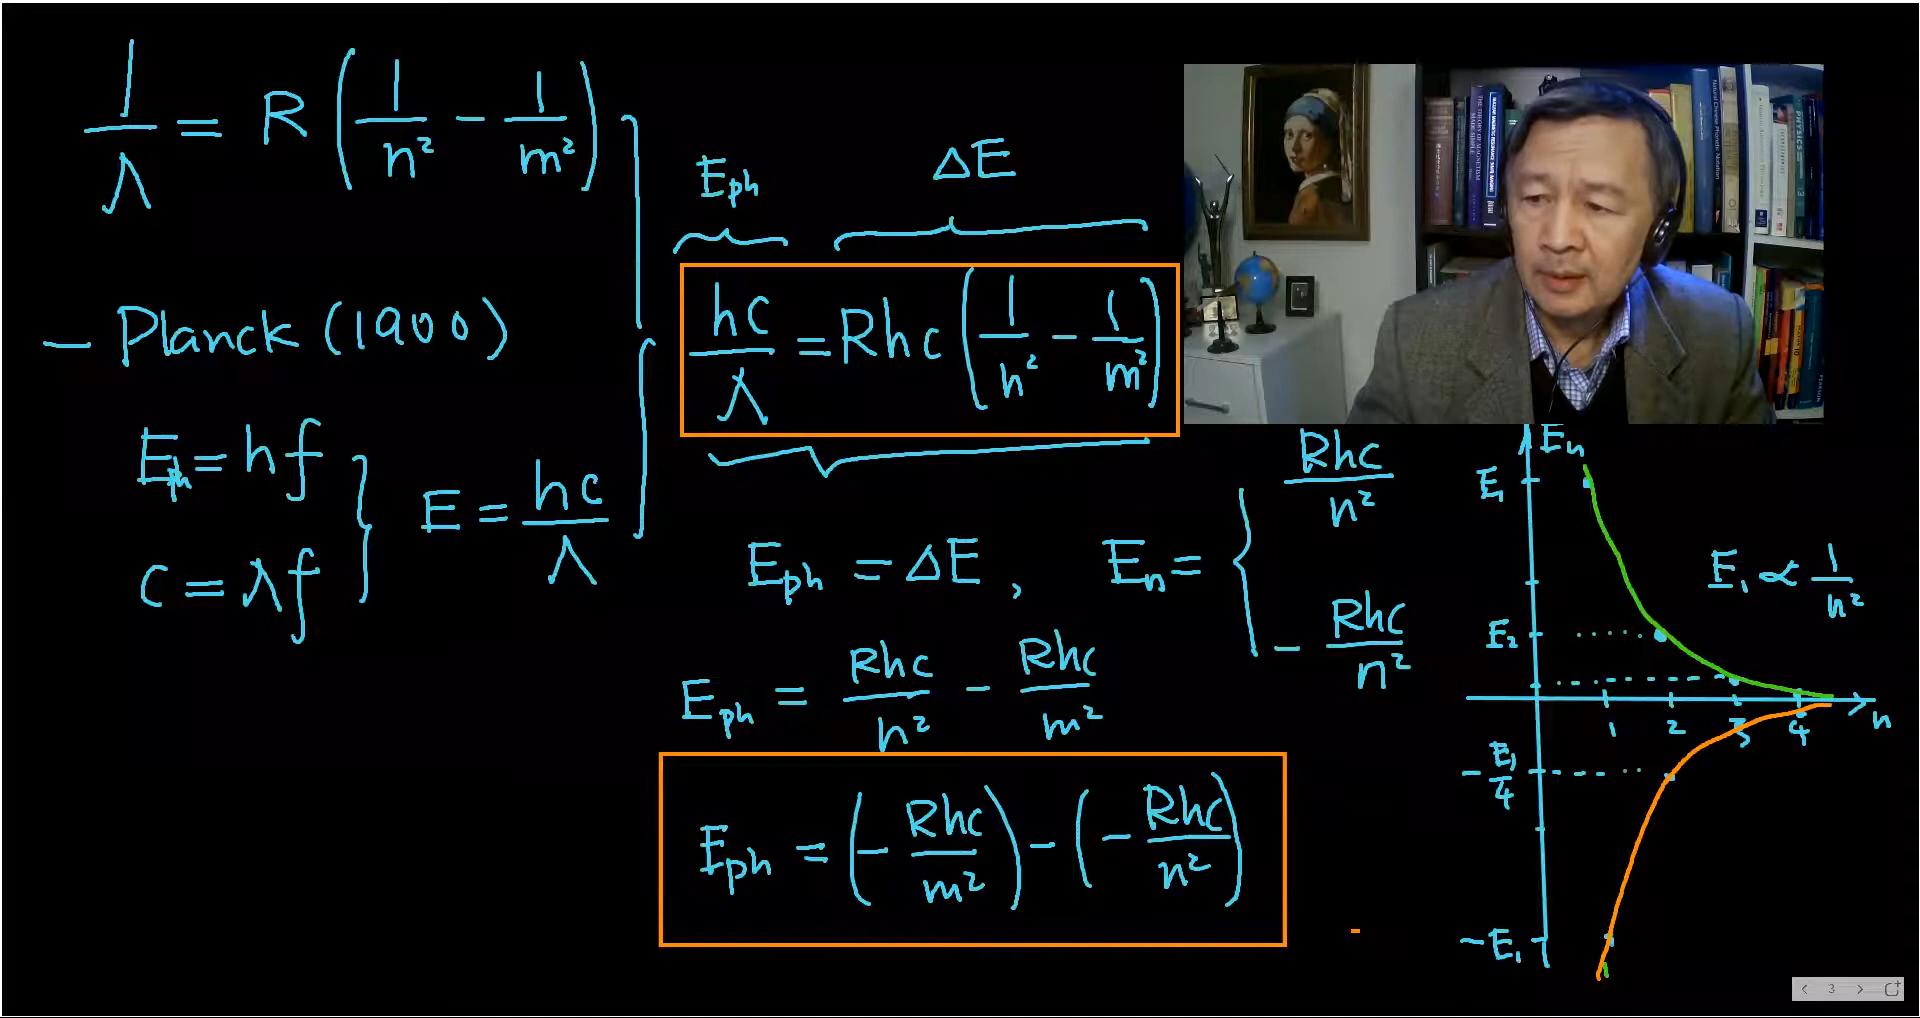 1/λ = R (1/n² − 1/m²)
− Planck (1900)
Eph = hf
c = λf
E = hc/λ
Eph
ΔE
hc/λ = Rhc (1/n² − 1/m²)
Eph = ΔE , En = { Rhc/n²
− Rhc/n²
Eph = Rhc/n² − Rhc/m²
Eph = (− Rhc/m²) − (− Rhc/n²)
En
E₁
E₁ ∝ 1/n²
E₂
1 2 3 4 n
− E₁/4
−E₁
< 3 >